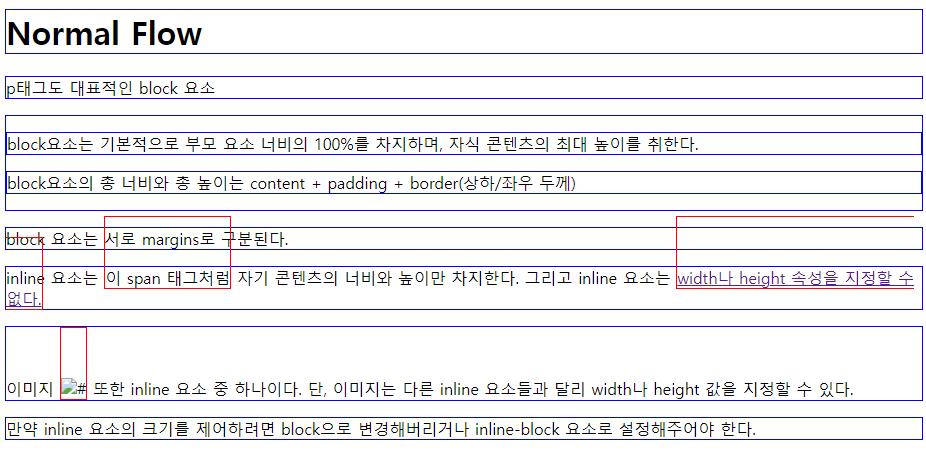 Normal Flow
p태그도 대표적인 block 요소
block요소는 기본적으로 부모 요소 너비의 100%를 차지하며, 자식 콘텐츠의 최대 높이를 취한다.
block요소의 총 너비와 총 높이는 content + padding + border(상하/좌우 두께)
block 요소는 서로 margins로 구분된다.
inline 요소는 이 span 태그처럼 자기 콘텐츠의 너비와 높이만 차지한다. 그리고 inline 요소는 width나 height 속성을 지정할 수
없다.
이미지 # 또한 inline 요소 중 하나이다. 단, 이미지는 다른 inline 요소들과 달리 width나 height 값을 지정할 수 있다.
만약 inline 요소의 크기를 제어하려면 block으로 변경해버리거나 inline-block 요소로 설정해주어야 한다.